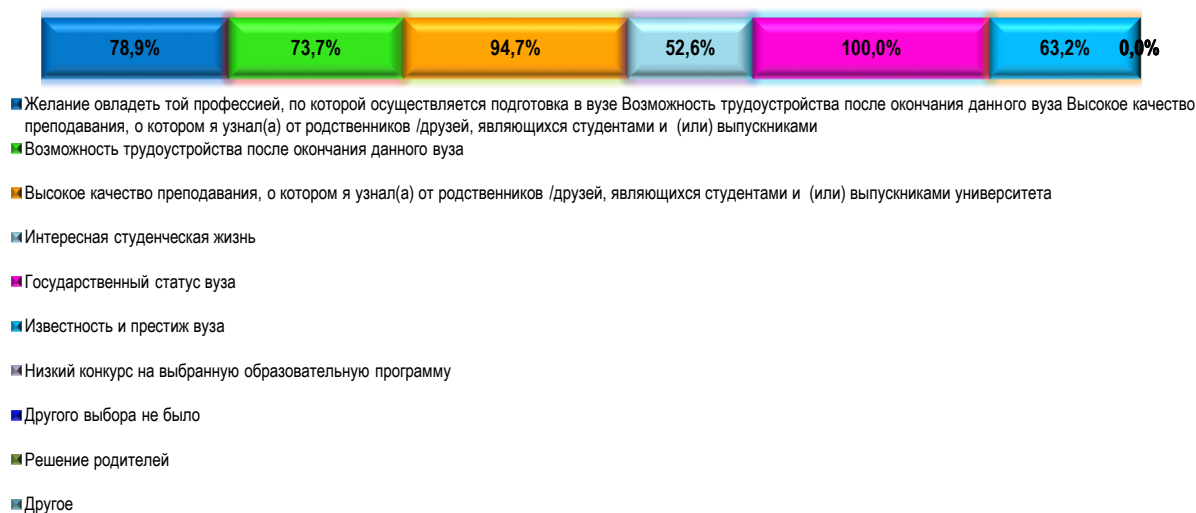 78,9% 73,7% 94,7% 52,6% 100,0% 63,2% 0,0%
Желание овладеть той профессией, по которой осуществляется подготовка в вузе Возможность трудоустройства после окончания данного вуза Высокое качество
преподавания, о котором я узнал(а) от родственников /друзей, являющихся студентами и (или) выпускниками
Возможность трудоустройства после окончания данного вуза
Высокое качество преподавания, о котором я узнал(а) от родственников /друзей, являющихся студентами и (или) выпускниками университета
Интересная студенческая жизнь
Государственный статус вуза
Известность и престиж вуза
Низкий конкурс на выбранную образовательную программу
Другого выбора не было
Решение родителей
Другое